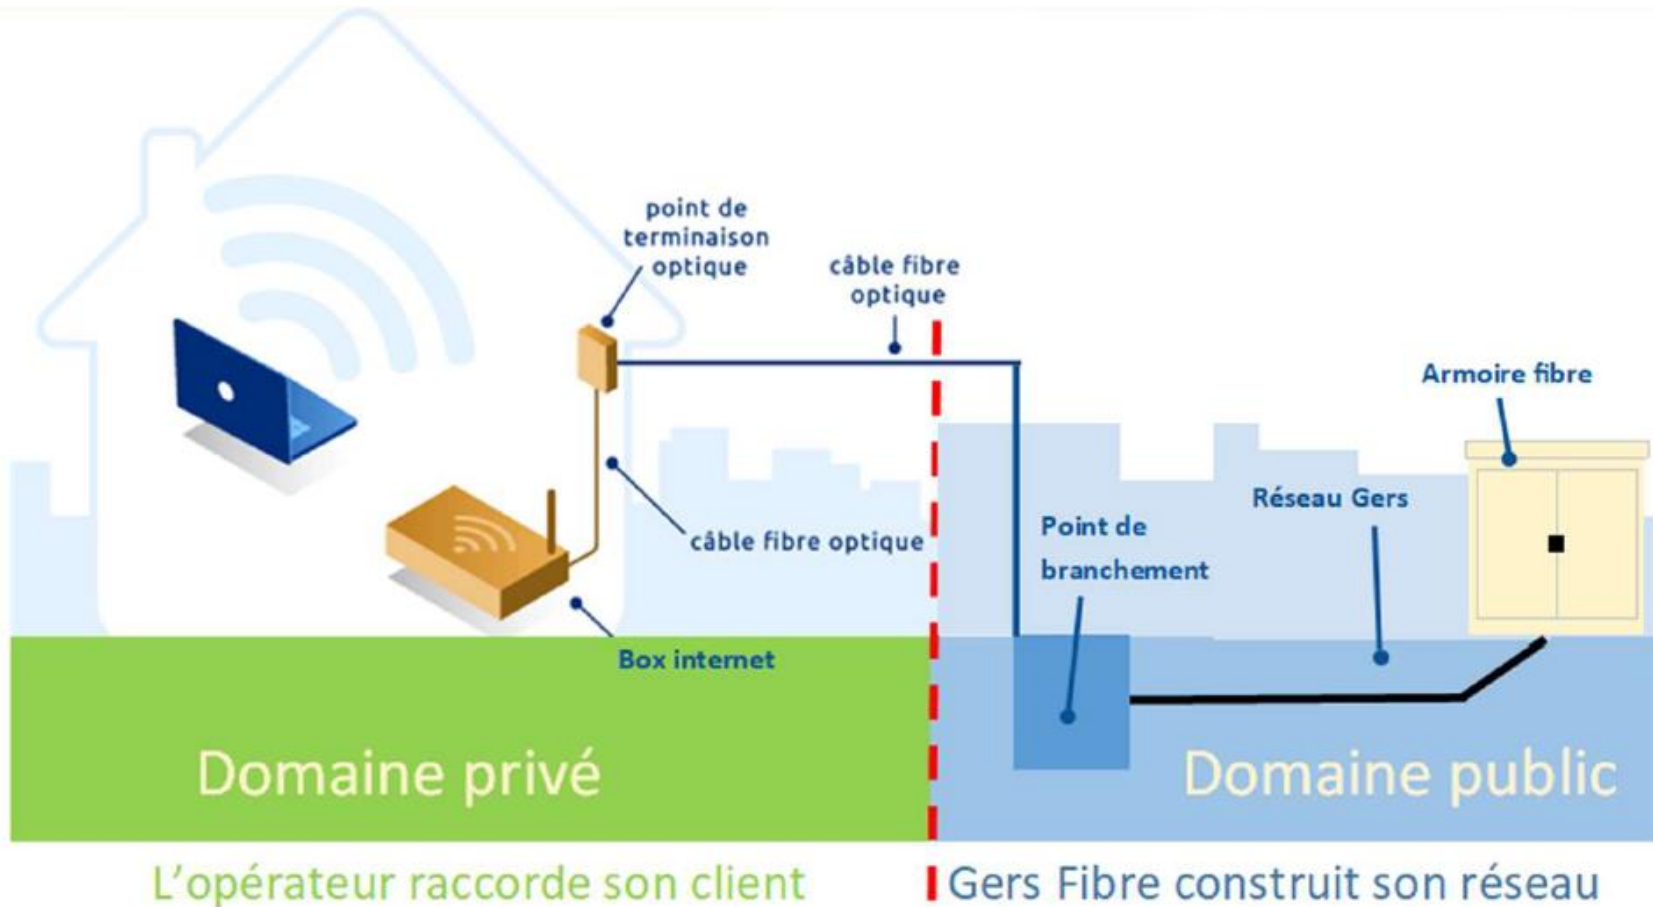 point de
terminaison
optique
câble fibre
optique
Armoire fibre
Réseau Gers
Point de
branchement
câble fibre optique
Box internet
Domaine privé
Domaine public
L'opérateur raccorde son client
Gers Fibre construit son réseau